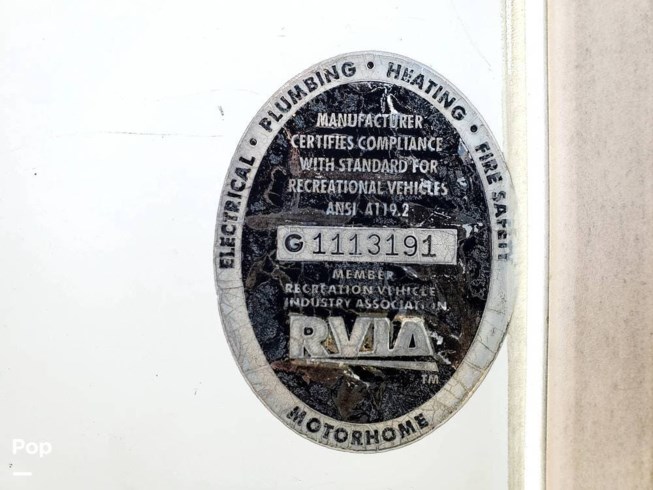 ELECTRICAL • PLUMBING • HEATING • FIRE SAFETY
MANUFACTURER
CERTIFIES COMPLIANCE
WITH STANDARD FOR
RECREATIONAL VEHICLES
ANSI A119.2
G 1113191
MEMBER
RECREATION VEHICLE
INDUSTRY ASSOCIATION
RVIA
TM
MOTORHOME
Pop